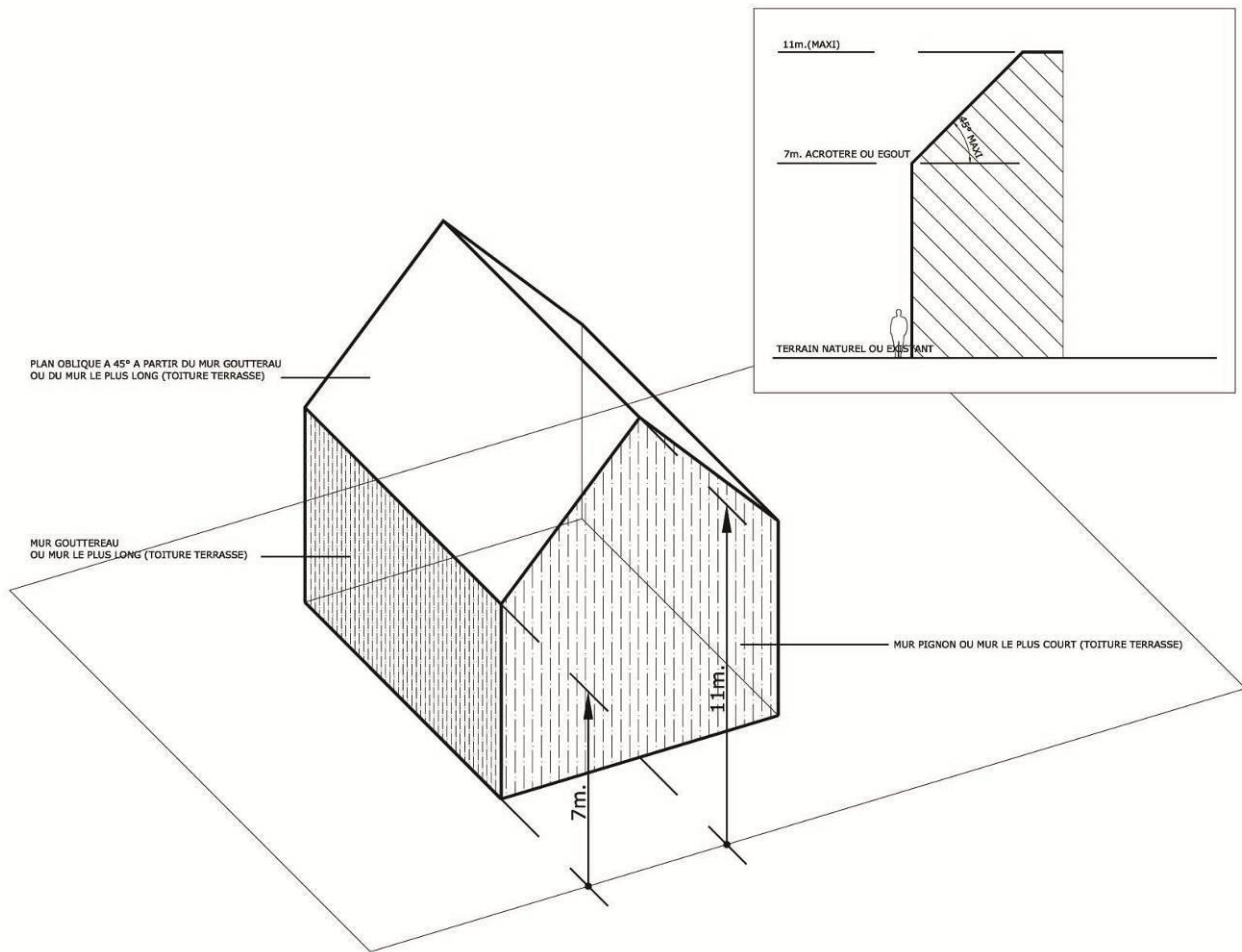 11m.(MAXI)
45° MAXI
7m. ACROTERE OU EGOUT
TERRAIN NATUREL OU EXISTANT
PLAN OBLIQUE A 45° A PARTIR DU MUR GOUTTERAU
OU DU MUR LE PLUS LONG (TOITURE TERRASSE)
MUR GOUTTEREAU
OU MUR LE PLUS LONG (TOITURE TERRASSE)
MUR PIGNON OU MUR LE PLUS COURT (TOITURE TERRASSE)
7m.
11m.